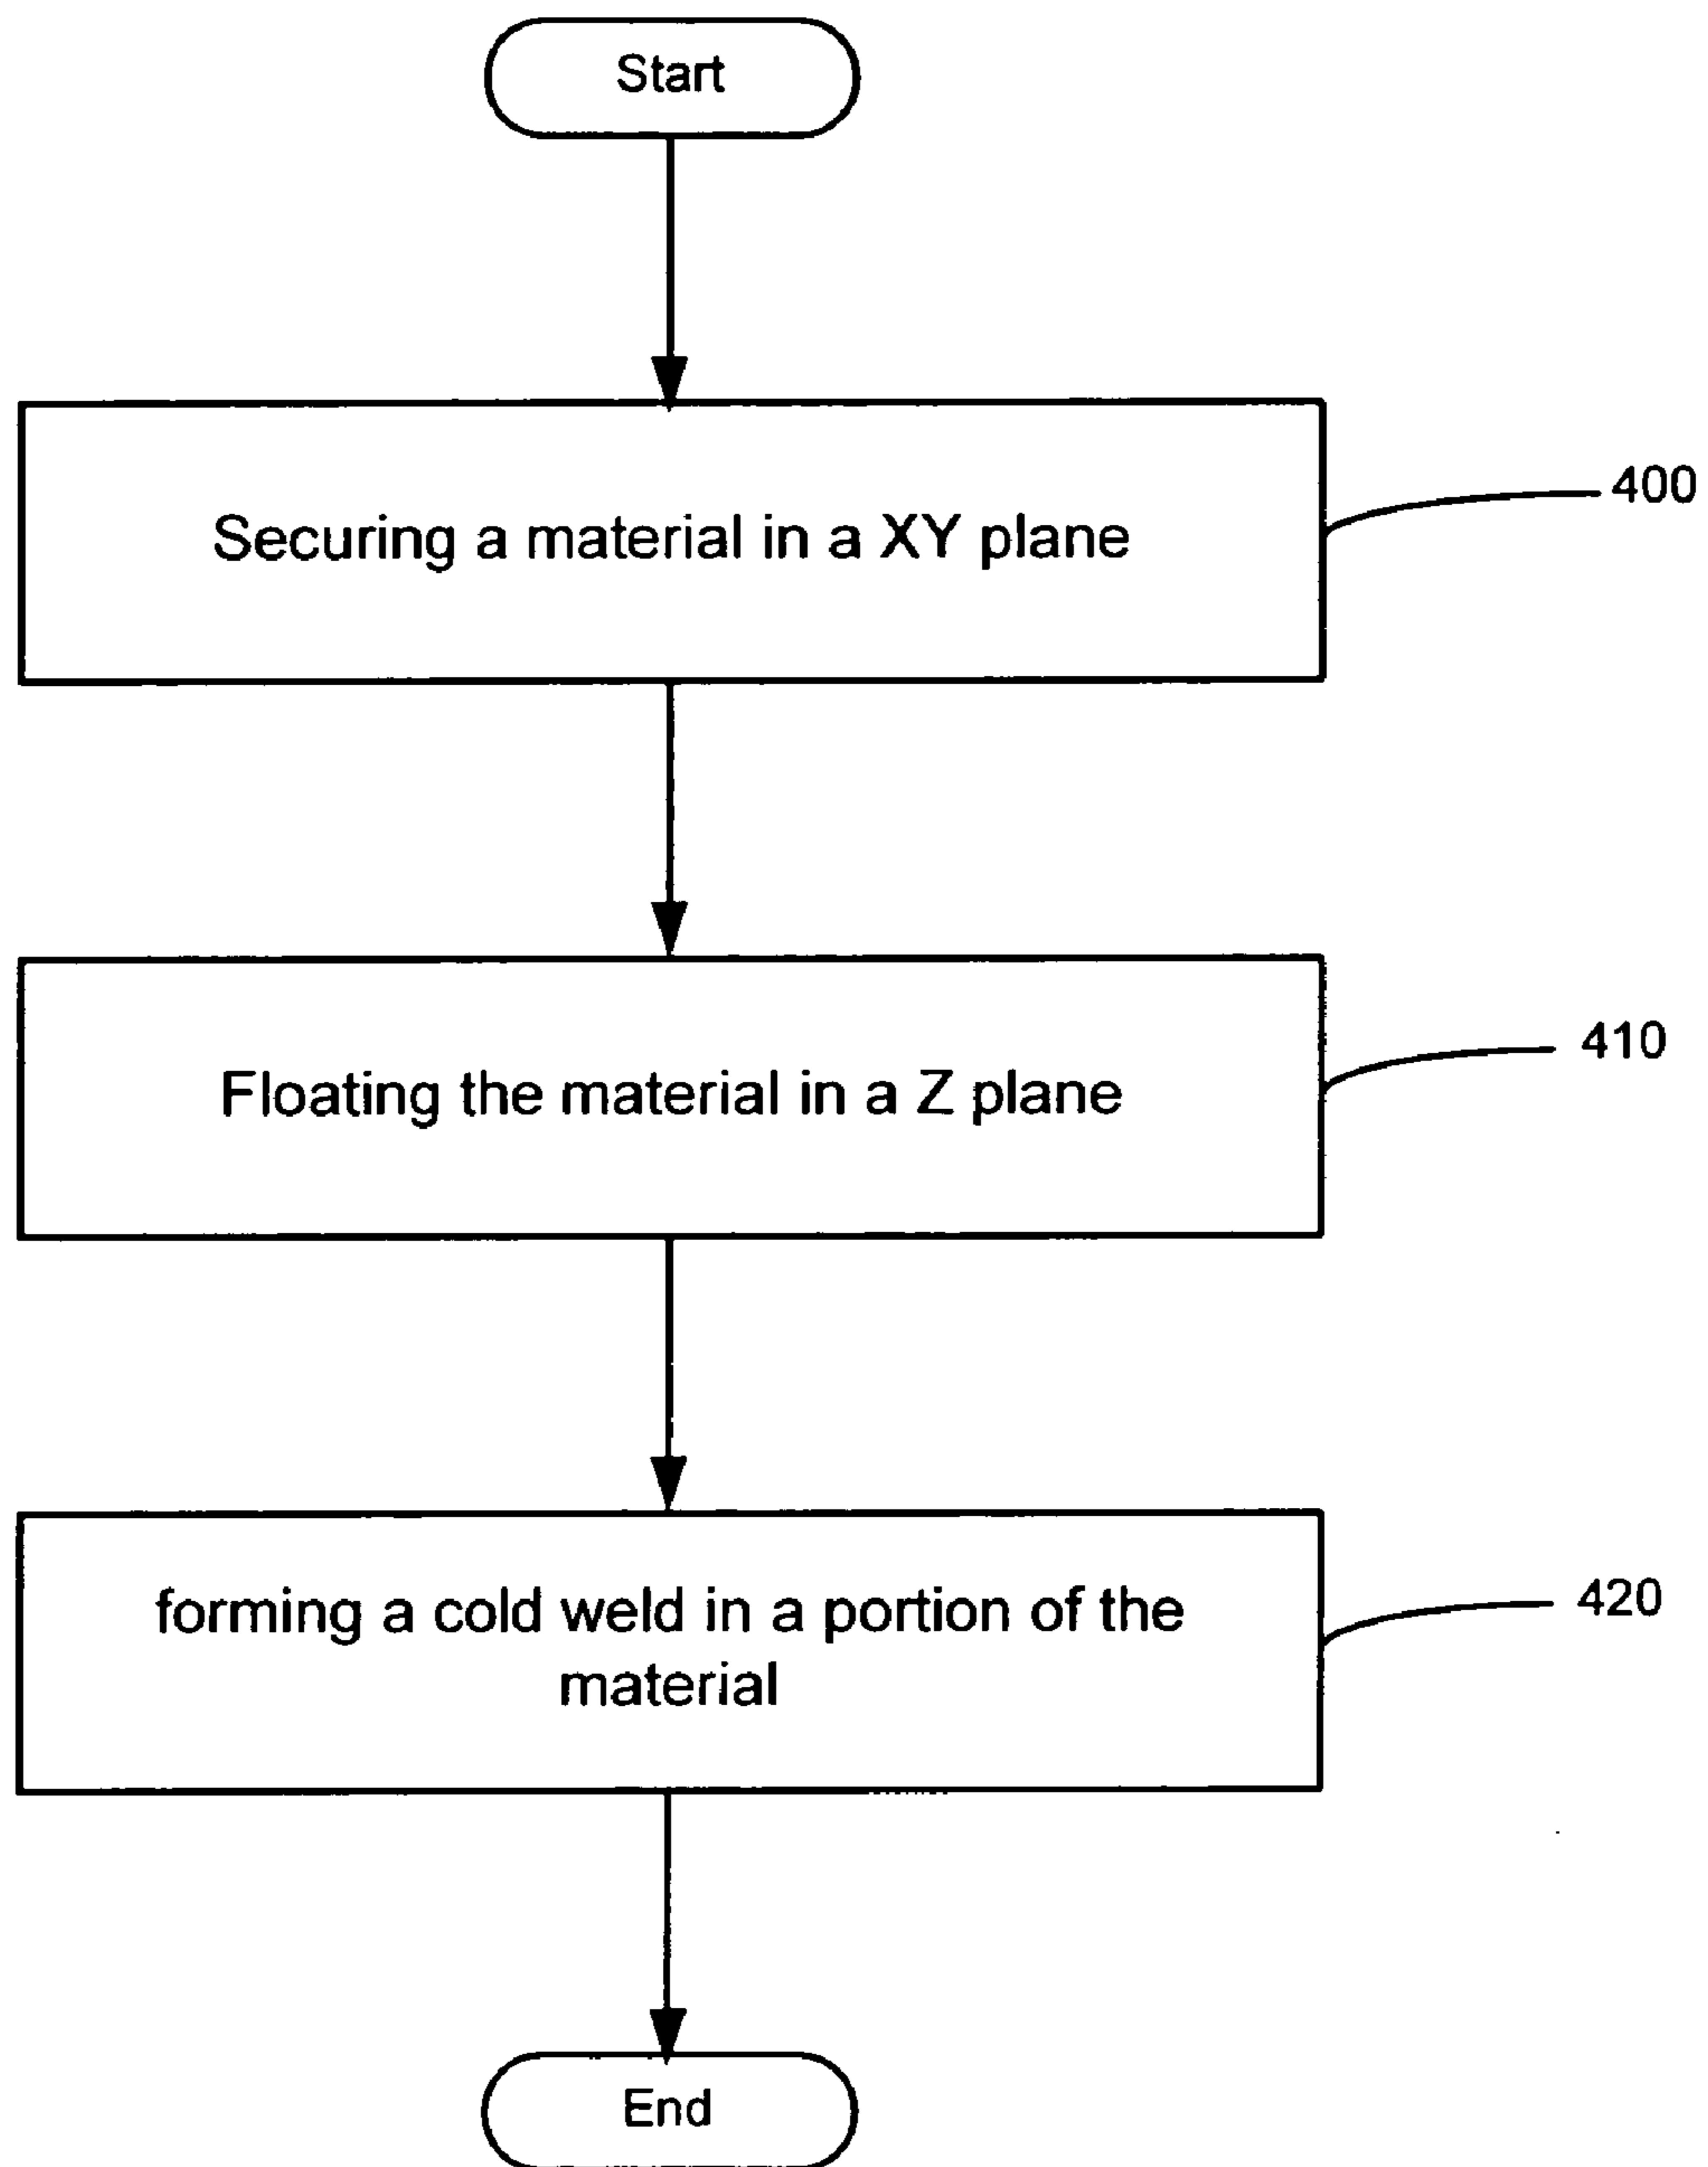 Start
Securing a material in a XY plane
400
Floating the material in a Z plane
410
forming a cold weld in a portion of the
material
420
End